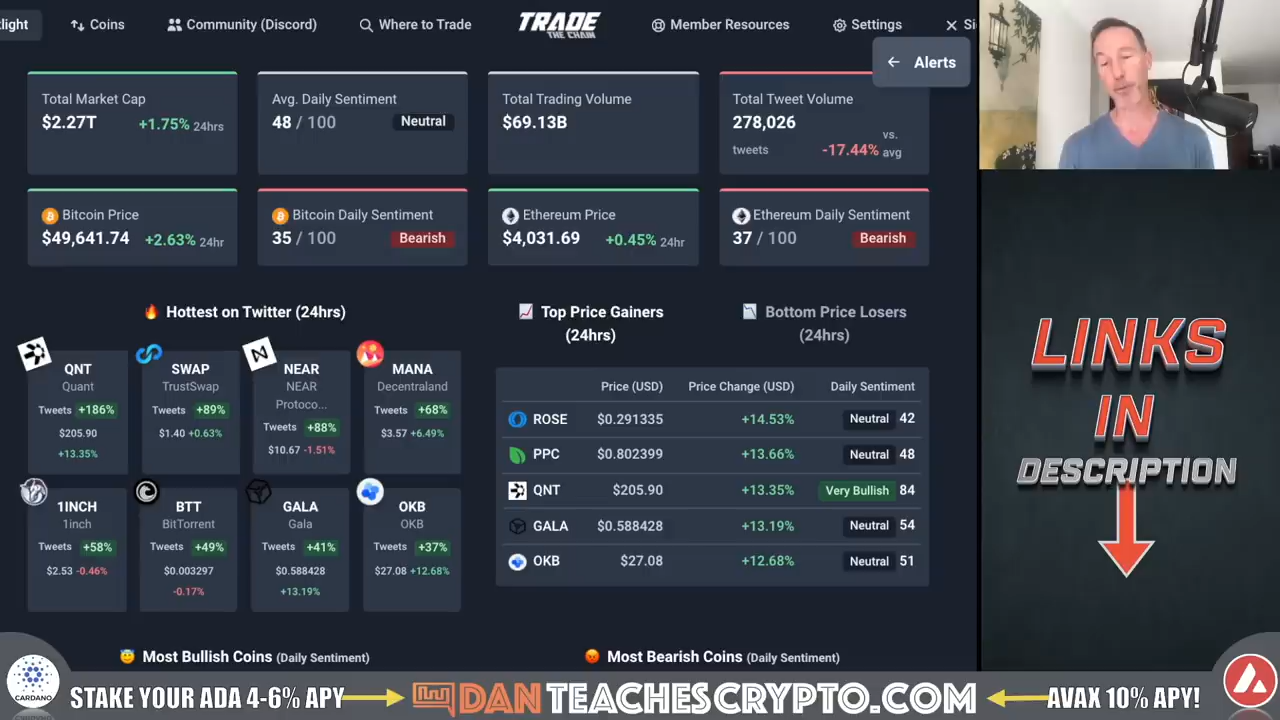 light
Coins
Community (Discord)
Where to Trade
TRADE
THE CHAIN
Member Resources
Settings
Alerts
Total Market Cap
$2.27T
+1.75% 24hrs
Avg. Daily Sentiment
48 / 100
Neutral
Total Trading Volume
$69.13B
Total Tweet Volume
278,026
tweets
-17.44%
vs.
avg
Bitcoin Price
$49,641.74
+2.63% 24hr
Bitcoin Daily Sentiment
35 / 100
Bearish
Ethereum Price
$4,031.69
+0.45% 24hr
Ethereum Daily Sentiment
37 / 100
Bearish
Hottest on Twitter (24hrs)
QNT
Quant
Tweets +186%
$205.90
+13.35%
SWAP
TrustSwap
Tweets +89%
$1.40 +0.63%
NEAR
NEAR
Protoco...
Tweets +88%
$10.67 -1.51%
MANA
Decentraland
Tweets +68%
$3.57 +6.49%
1INCH
1inch
Tweets +58%
$2.53 -0.46%
BTT
BitTorrent
Tweets +49%
$0.003297
-0.17%
GALA
Gala
Tweets +41%
$0.588428
+13.19%
OKB
OKB
Tweets +37%
$27.08 +12.68%
Top Price Gainers
(24hrs)
Bottom Price Losers
(24hrs)
Price (USD) Price Change (USD) Daily Sentiment
ROSE $0.291335 +14.53% Neutral 42
PPC $0.802399 +13.66% Neutral 48
QNT $205.90 +13.35% Very Bullish 84
GALA $0.588428 +13.19% Neutral 54
OKB $27.08 +12.68% Neutral 51
Most Bullish Coins (Daily Sentiment)
Most Bearish Coins (Daily Sentiment)
LINKS
IN
DESCRIPTION
CARDANO
STAKE YOUR ADA 4-6% APY
DANTEACHESCRYPTO.COM
AVAX 10% APY!